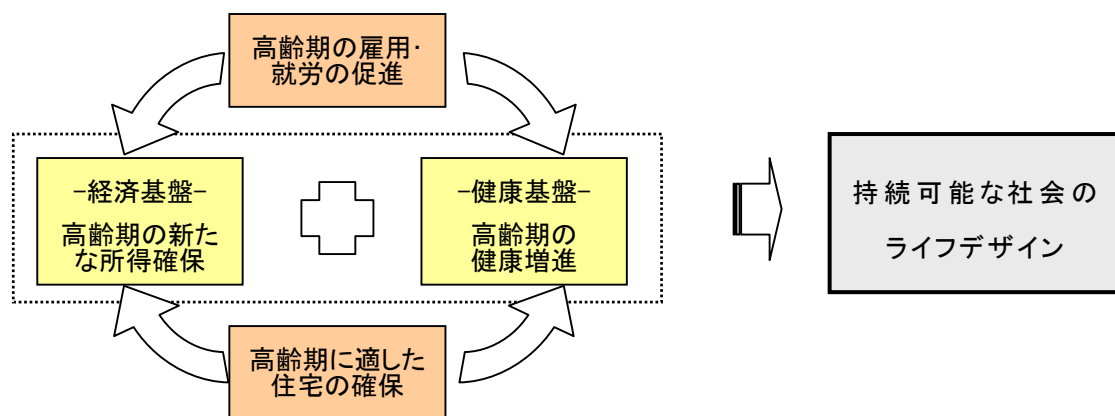 高齢期の雇用・
就労の促進
−経済基盤−
高齢期の新た
な所得確保
−健康基盤−
高齢期の
健康増進
持続可能な社会の
ライフデザイン
高齢期に適した
住宅の確保